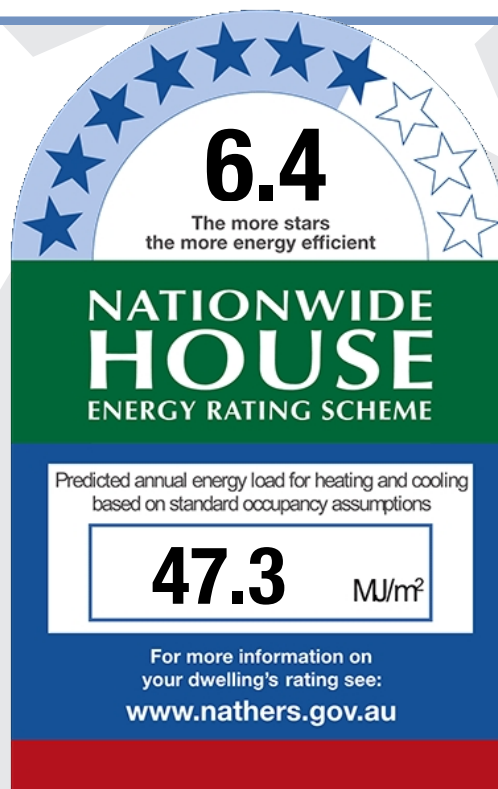 6.4
The more stars
the more energy efficient
NATIONWIDE
HOUSE
ENERGY RATING SCHEME
Predicted annual energy load for heating and cooling
based on standard occupancy assumptions
47.3 MJ/m²
For more information on
your dwelling's rating see:
www.nathers.gov.au